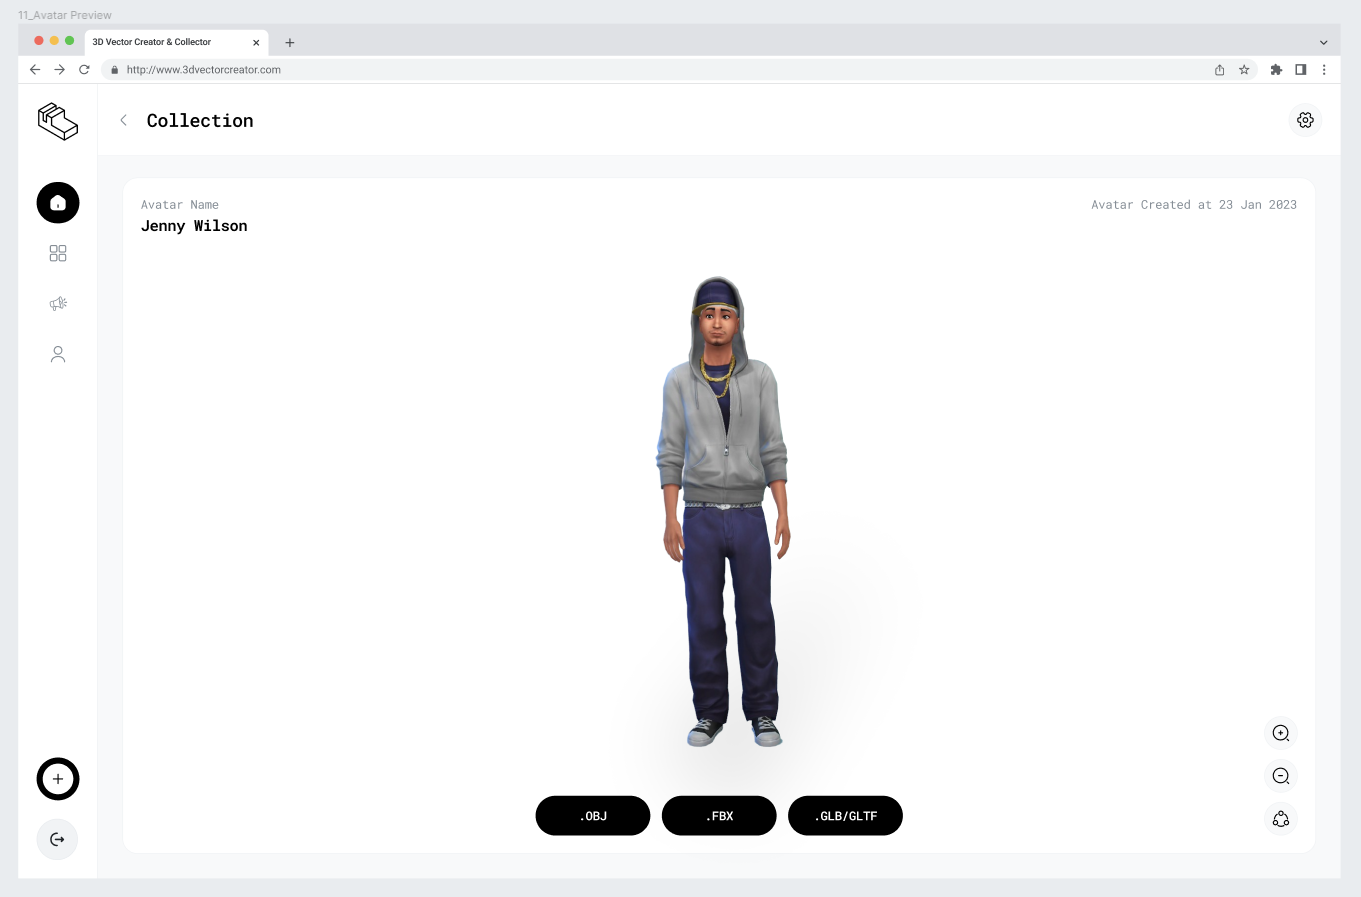 11_Avatar Preview
3D Vector Creator & Collector
http://www.3dvectorcreator.com
Collection
Avatar Name
Avatar Created at 23 Jan 2023
Jenny Wilson
.OBJ
.FBX
.GLB/GLTF